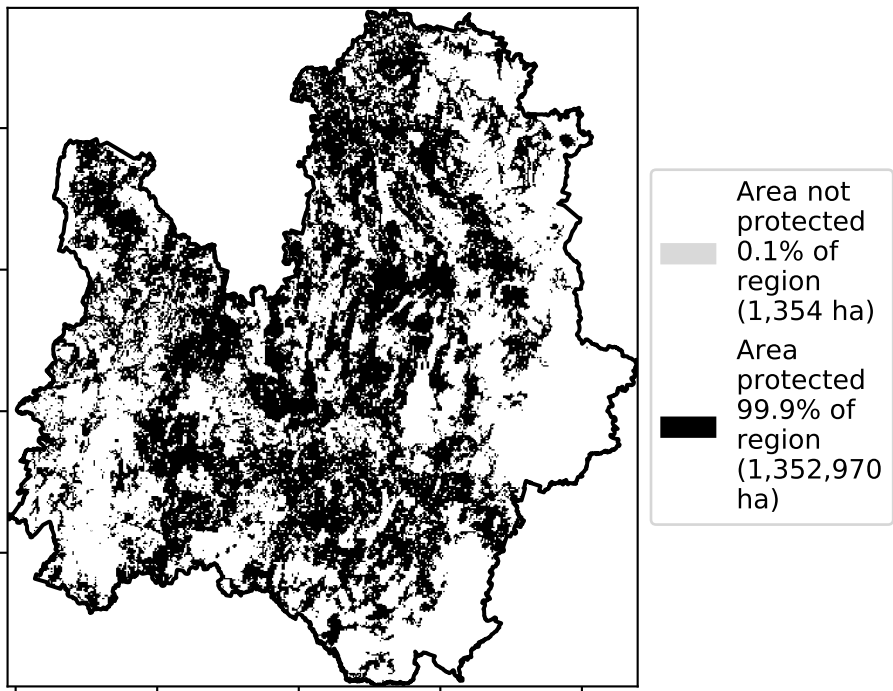 Area not
protected
0.1% of
region
(1,354 ha)
Area
protected
99.9% of
region
(1,352,970
ha)